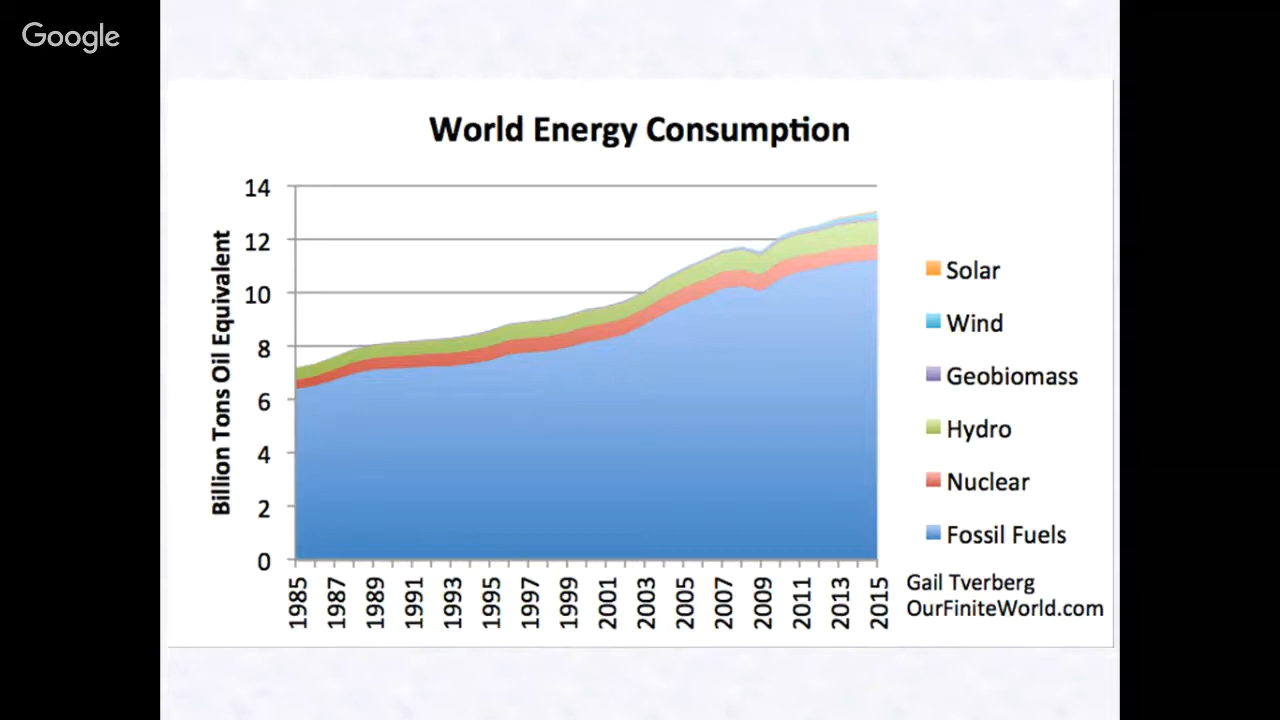 Google
World Energy Consumption
Billion Tons Oil Equivalent
14
12
10
8
6
4
2
0
1985
1987
1989
1991
1993
1995
1997
1999
2001
2003
2005
2007
2009
2011
2013
2015
Solar
Wind
Geobiomass
Hydro
Nuclear
Fossil Fuels
Gail Tverberg
OurFiniteWorld.com